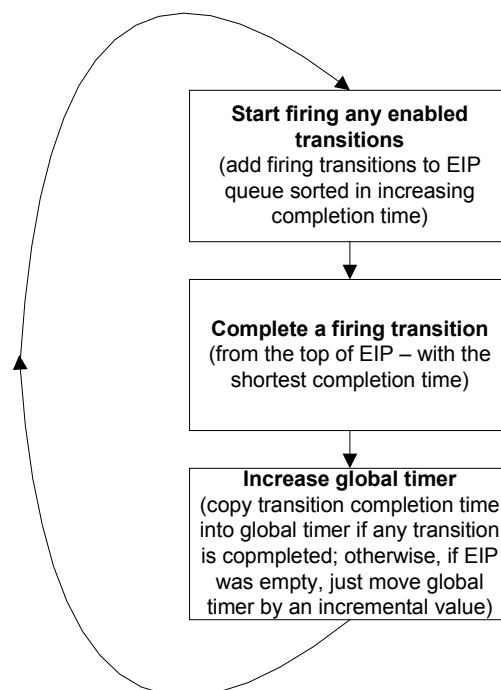 Start firing any enabled
transitions
(add firing transitions to EIP
queue sorted in increasing
completion time)
Complete a firing transition
(from the top of EIP – with the
shortest completion time)
Increase global timer
(copy transition completion time
into global timer if any transition
is copmpleted; otherwise, if EIP
was empty, just move global
timer by an incremental value)